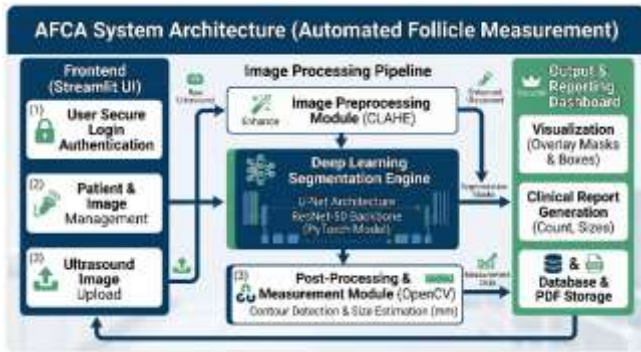 AFCA System Architecture (Automated Follicle Measurement)
Frontend
(Streamlit UI)
(1)
User Secure
Login
Authentication
(2)
Patient &
Image
Management
(3)
Ultrasound
Image
Upload
Raw
Ultrasound
Image Processing Pipeline
Enhance
Image Preprocessing
Module (CLAHE)
Deep Learning
Segmentation Engine
U-Net Architecture
ResNet-50 Backbone
(PyTorch Model)
(3)
Post-Processing &
Measurement Module (OpenCV)
Contour Detection & Size Estimation (mm)
Enhanced
Segmentation
Masks
Measurement
Data
Output &
Reporting
Dashboard
Visualization
(Overlay Masks
& Boxes)
Clinical Report
Generation
(Count, Sizes)
&
Database &
PDF Storage